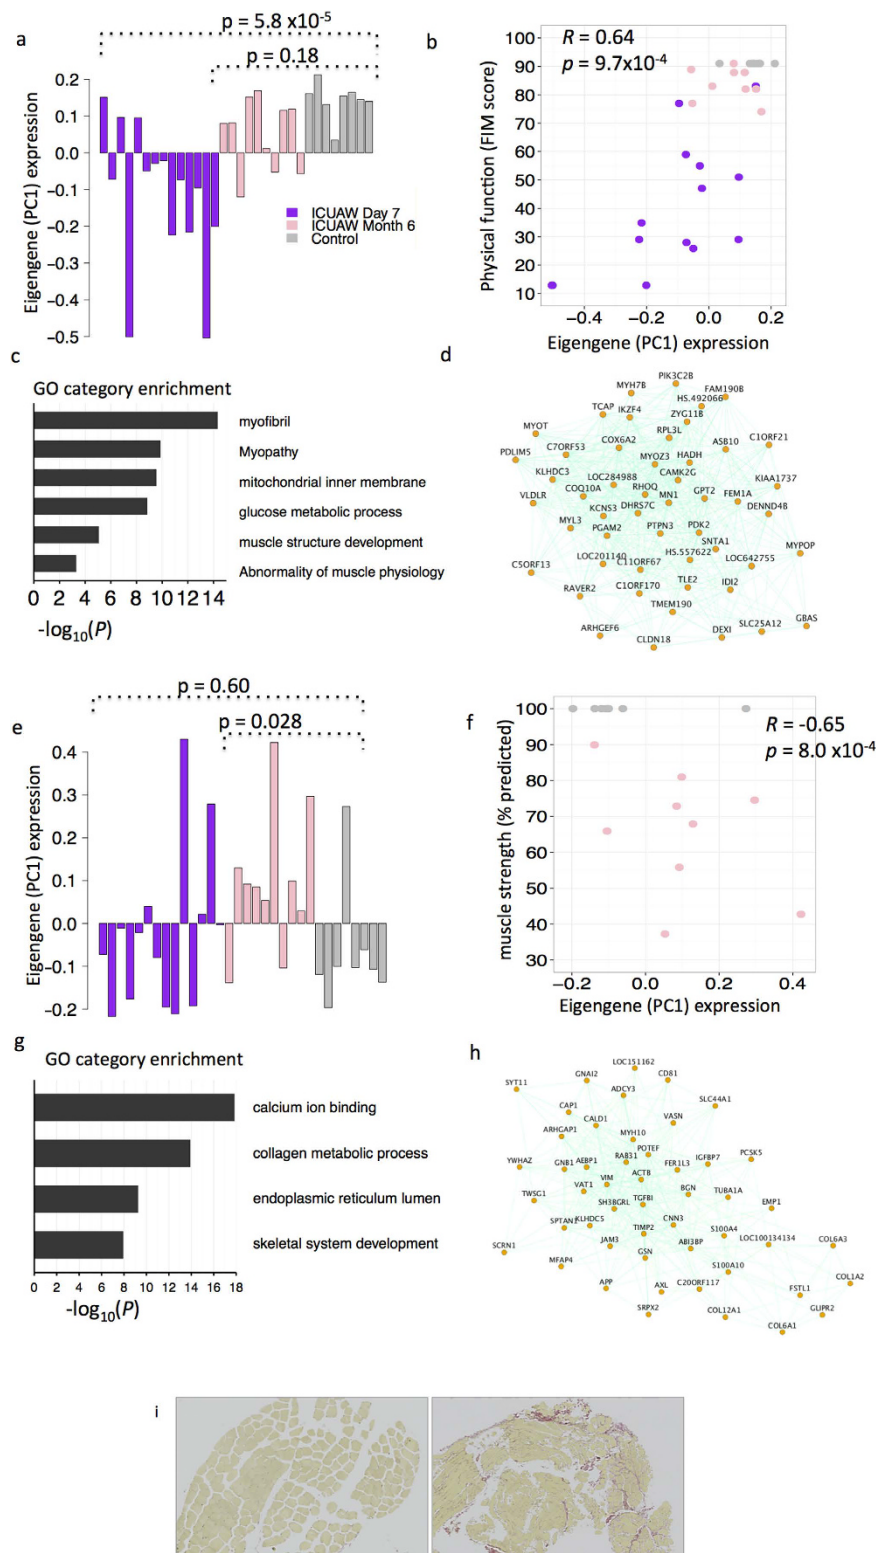 a
p = 5.8 x10-5
p = 0.18
Eigengene (PC1) expression
0.2
0.1
0.0
−0.1
−0.2
−0.3
−0.4
−0.5
ICUAW Day 7
ICUAW Month 6
Control
b
R = 0.64
p = 9.7x10-4
Physical function (FIM score)
100
90
80
70
60
50
40
30
20
10
−0.4
−0.2
0.0
0.2
Eigengene (PC1) expression
c
GO category enrichment
myofibril
Myopathy
mitochondrial inner membrane
glucose metabolic process
muscle structure development
Abnormality of muscle physiology
0 2 4 6 8 10 12 14
-log10(P)
d
PIK3C2B
MYH7B
FAM190B
HS.492066
TCAP
IKZF4
ZYG11B
MYOT
RPL3L
C1ORF21
C7ORF53
COX6A2
ASB10
PDLIM5
MYOZ3
HADH
KLHDC3
LOC284988
CAMK2G
KIAA1737
VLDLR
COQ10A
RHOQ
MN1
GPT2
FEM1A
KCNS3
DHRS7C
DENND4B
MYL3
PGAM2
PTPN3
PDK2
SNTA1
MYPOP
C5ORF13
LOC201140
C11ORF67
HS.557622
LOC642755
RAVER2
C1ORF170
TLE2
IDI2
TMEM190
ARHGEF6
CLDN18
DEXI
SLC25A12
GBAS
e
p = 0.60
p = 0.028
Eigengene (PC1) expression
0.4
0.3
0.2
0.1
0.0
−0.1
−0.2
f
R = -0.65
p = 8.0 x10-4
muscle strength (% predicted)
100
90
80
70
60
50
40
30
−0.2
0.0
0.2
0.4
Eigengene (PC1) expression
g
GO category enrichment
calcium ion binding
collagen metabolic process
endoplasmic reticulum lumen
skeletal system development
0 2 4 6 8 10 12 14 16 18
-log10(P)
h
LOC151162
SYT11
GNAI2
CD81
ADCY3
SLC44A1
CAP1
CALD1
VASN
ARHGAP1
MYH10
POTEF
YWHAZ
GNB1
AEBP1
RAB31
FER1L3
IGFBP7
PCSK5
VAT1
VIM
ACTB
TWSG1
SH3BGRL
TGFBI
BGN
TUBA1A
EMP1
SPTAN1
KLHDC5
TIMP2
CNN3
S100A4
SCRN1
JAM3
GSN
ABI3BP
LOC100134134
COL6A3
MFAP4
S100A10
APP
AXL
C20ORF117
FSTL1
COL1A2
SRPX2
COL12A1
GLIPR2
COL6A1
i